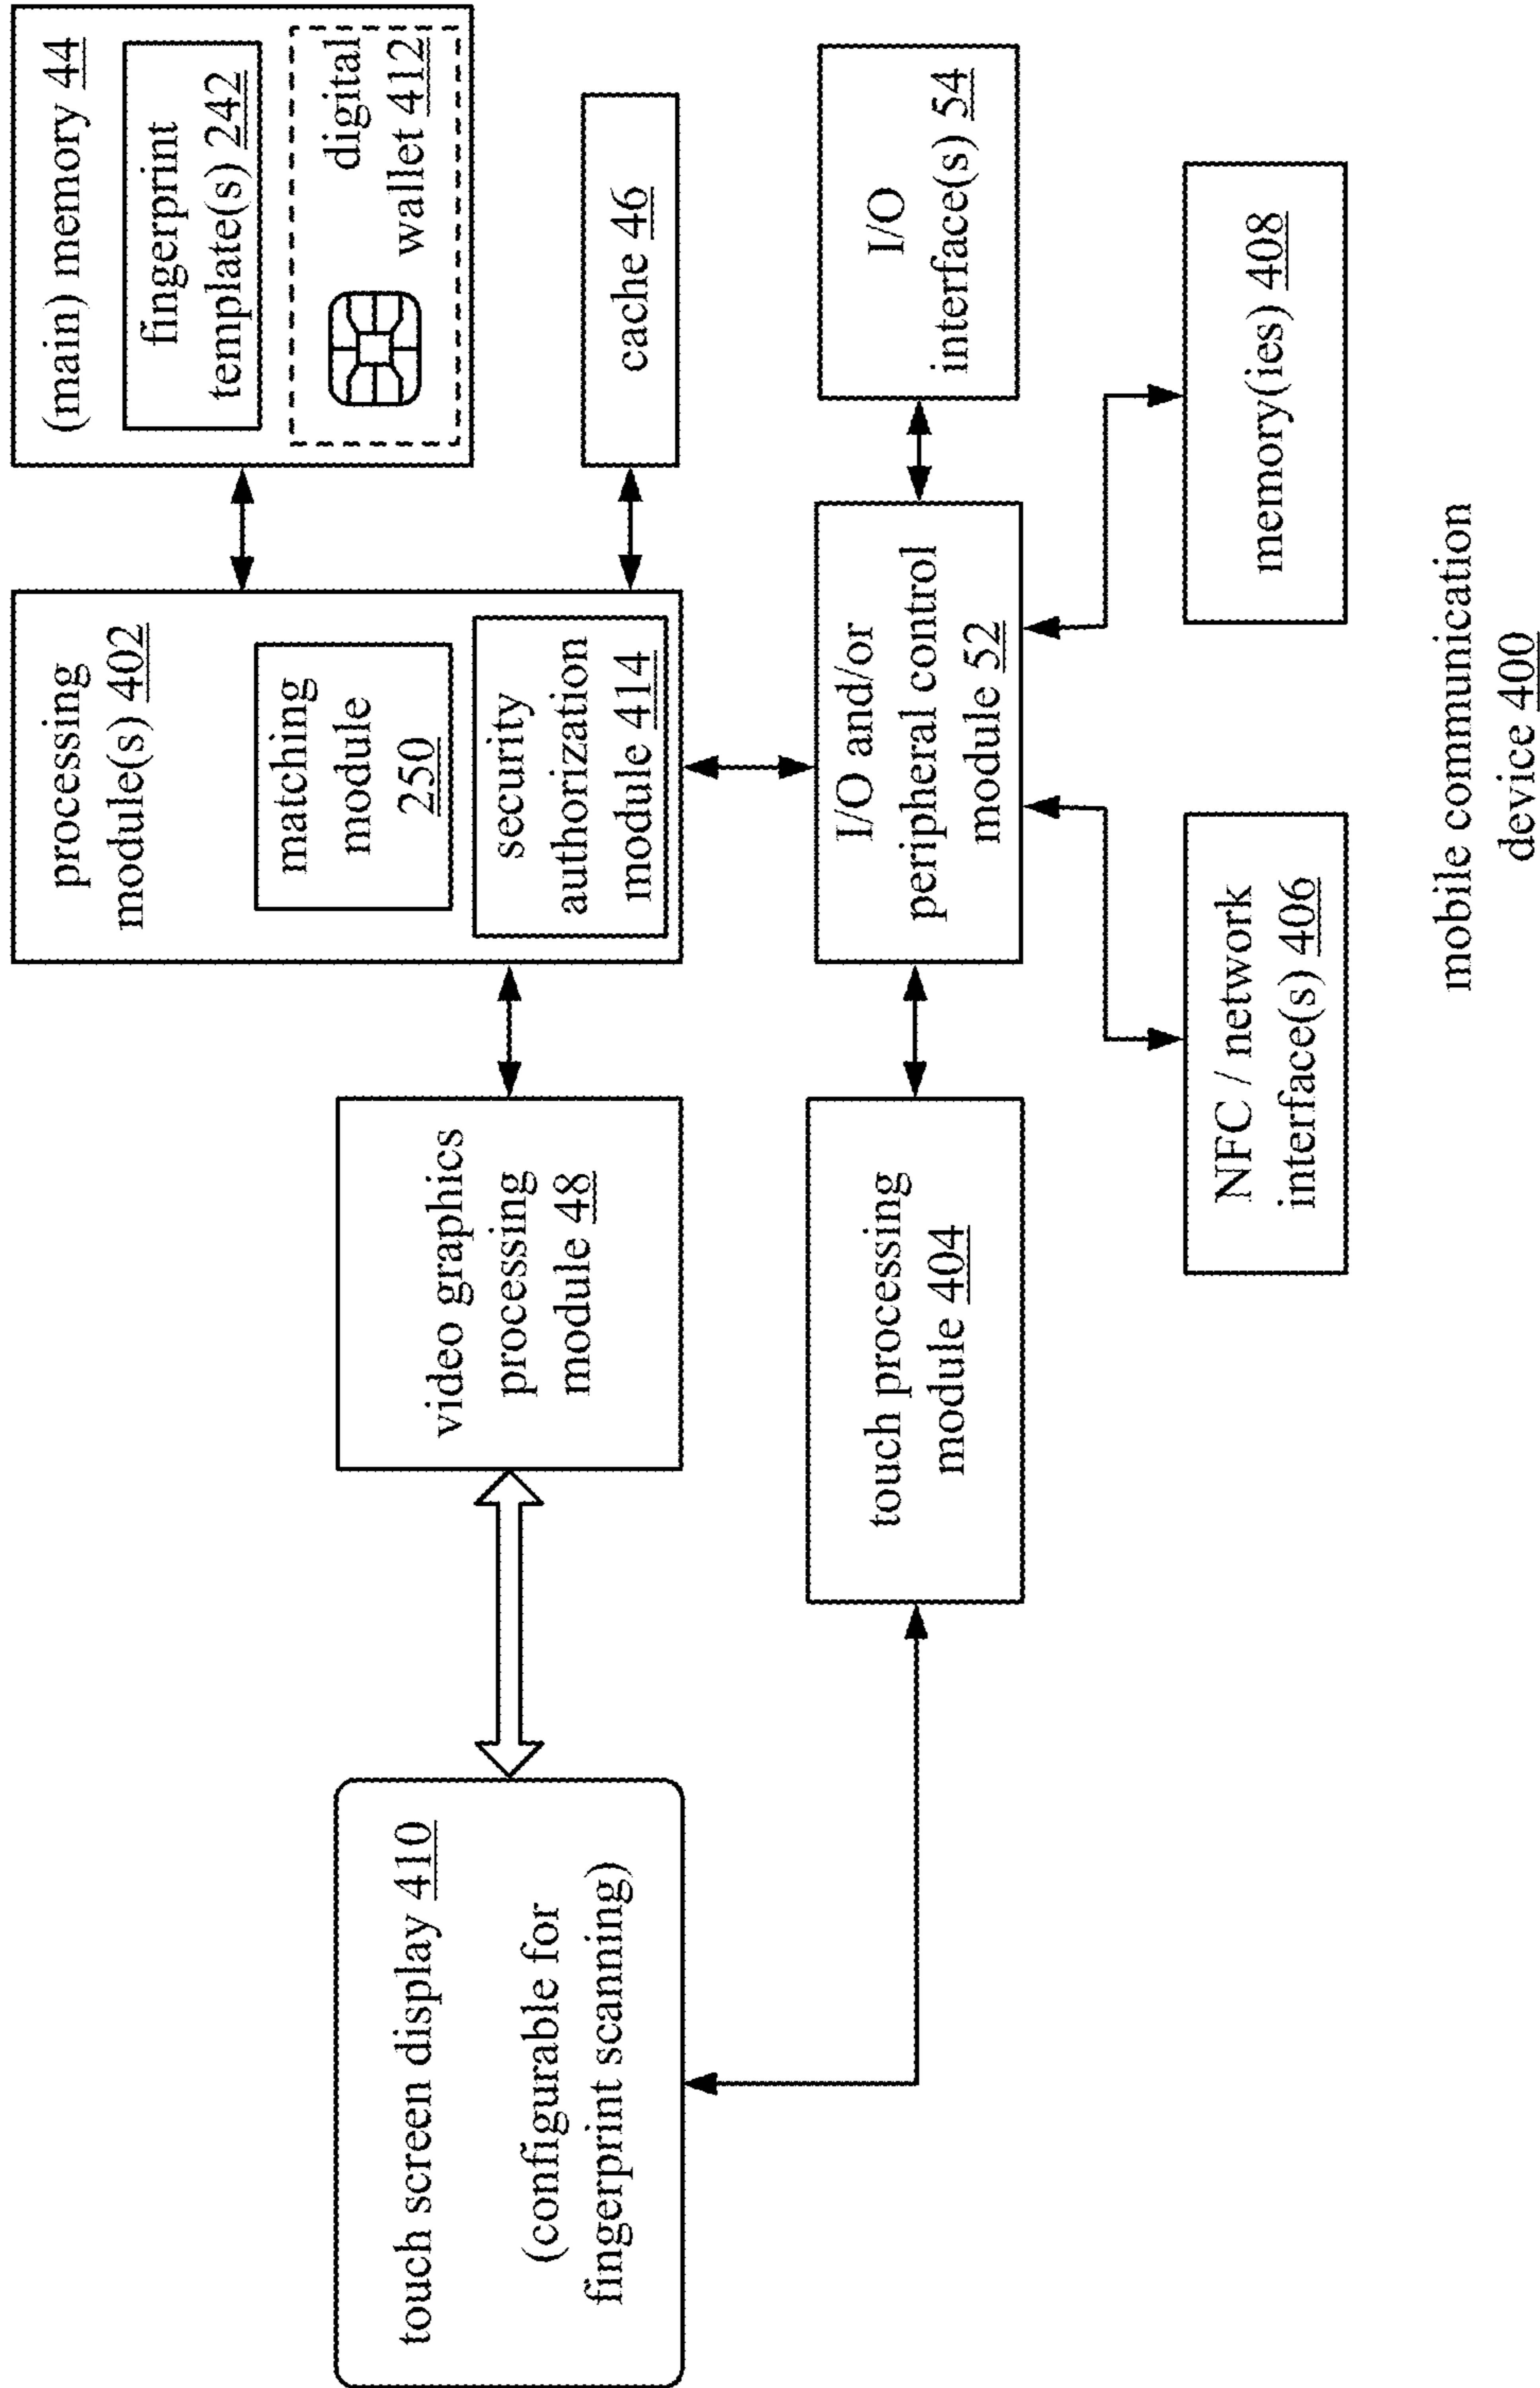 touch screen display 410
(configurable for
fingerprint scanning)
video graphics
processing
module 48
processing
module(s) 402
matching
module
250
security
authorization
module 414
(main) memory 44
fingerprint
template(s) 242
digital
wallet 412
cache 46
touch processing
module 404
I/O and/or
peripheral control
module 52
I/O
interface(s) 54
NFC / network
interface(s) 406
memory(ies) 408
mobile communication
device 400